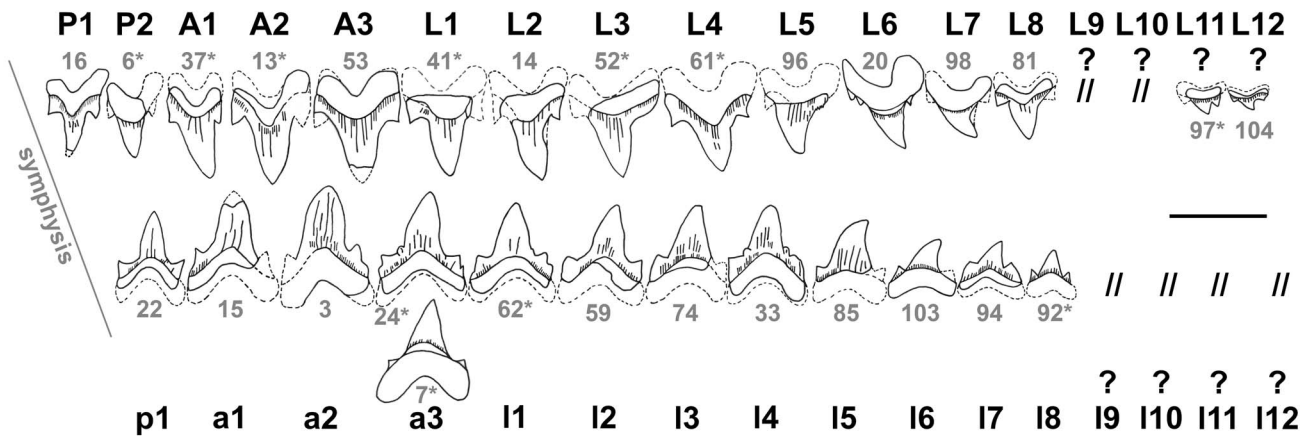 P1 P2 A1 A2 A3 L1 L2 L3 L4 L5 L6 L7 L8 L9 L10 L11 L12
16 6* 37* 13* 53 41* 14 52* 61* 96 20 98 81 ? ? ? ?
// //
97* 104
symphysis
22 15 3 24* 62* 59 74 33 85 103 94 92* // // // //
7*
? ? ? ?
p1 a1 a2 a3 l1 l2 l3 l4 l5 l6 l7 l8 l9 l10 l11 l12